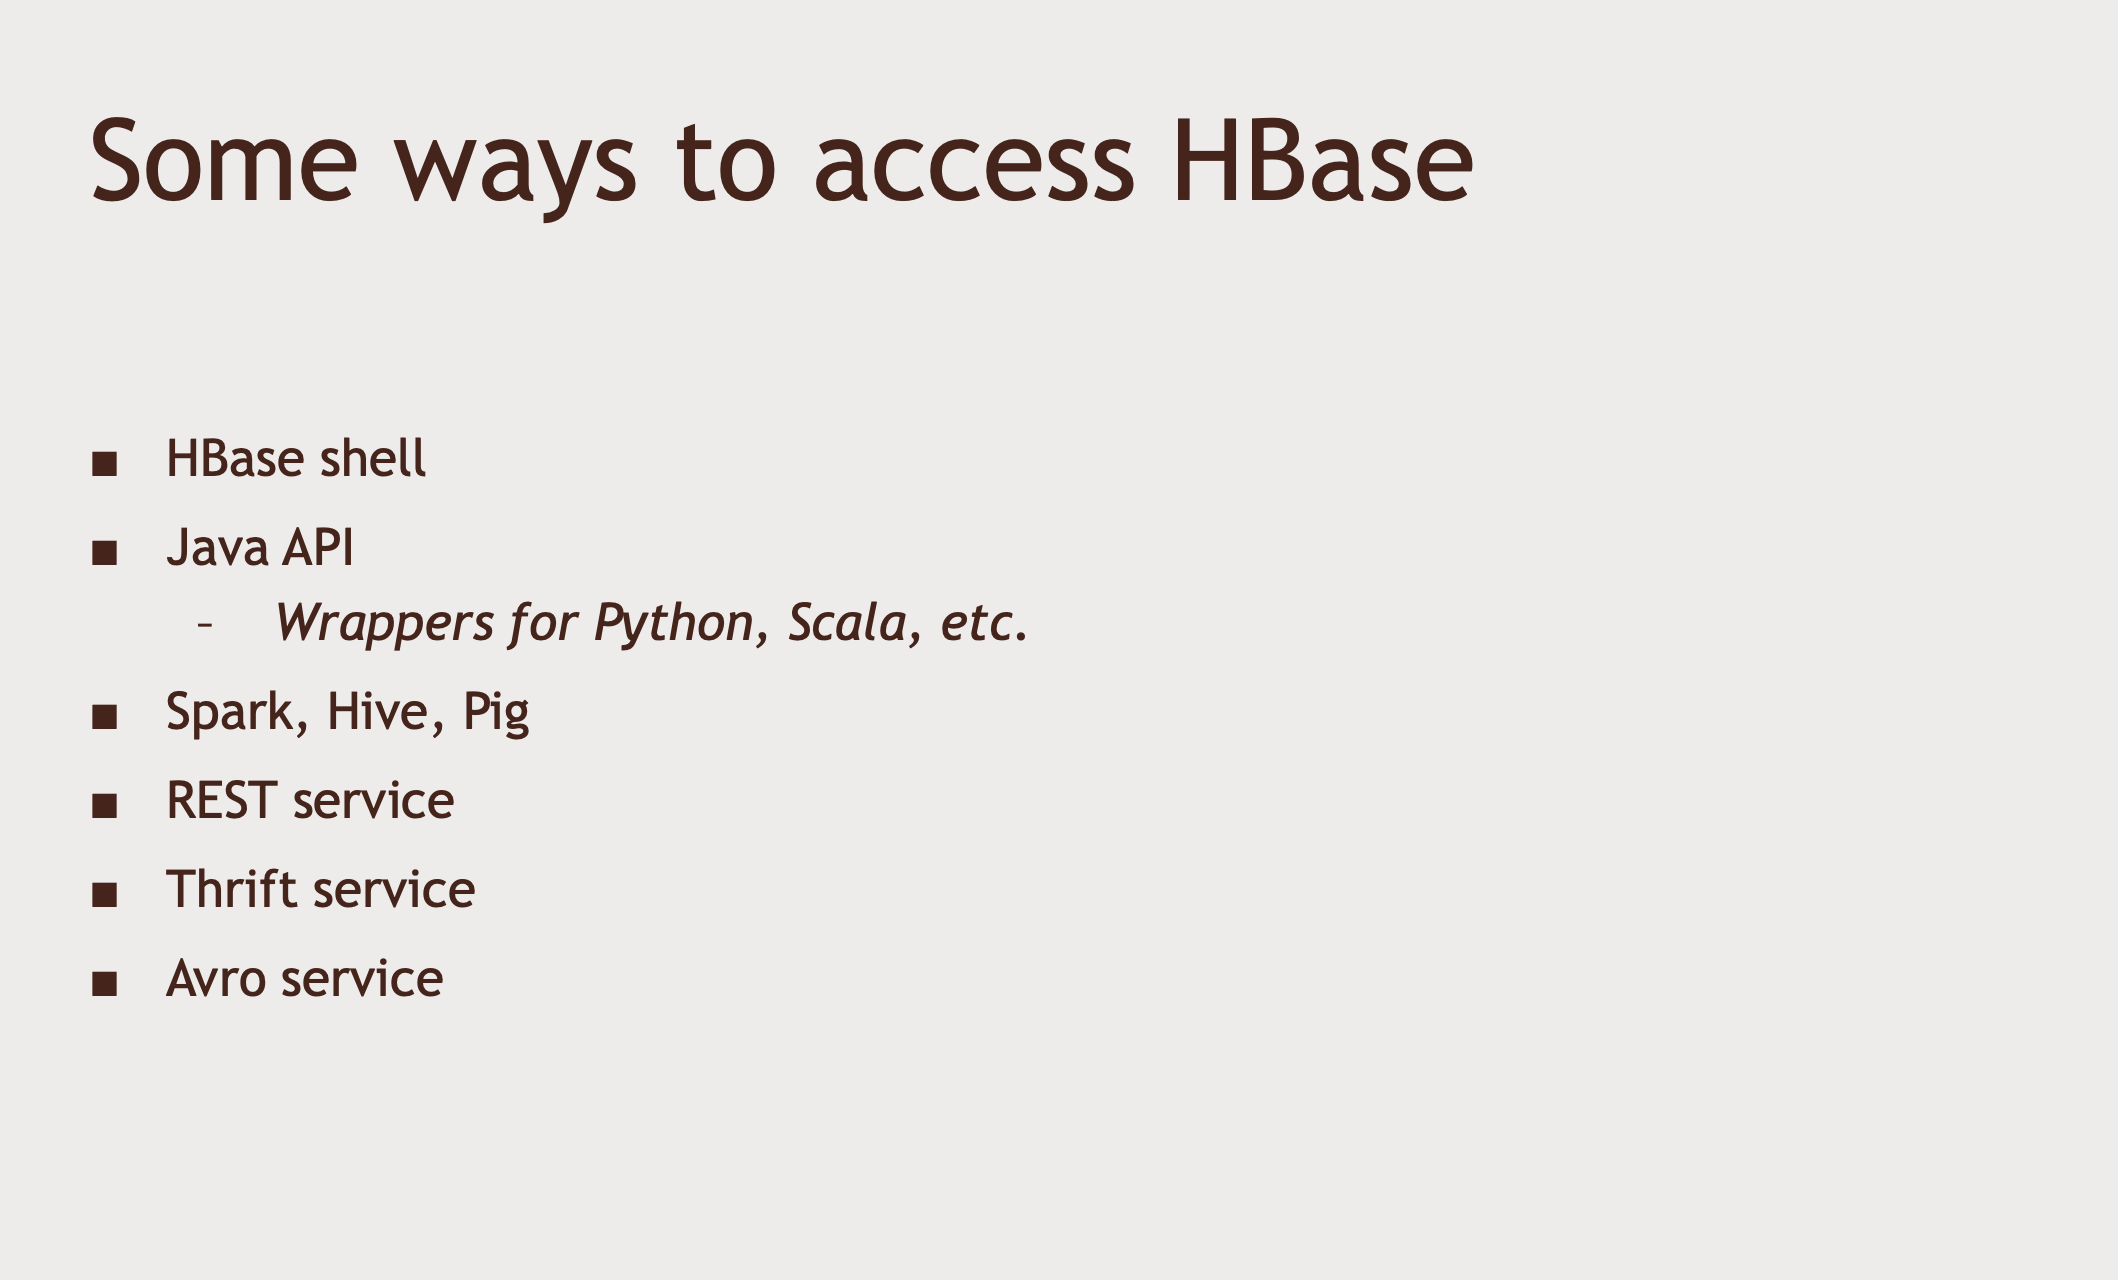 Some ways to access HBase
■ HBase shell
■ Java API
– Wrappers for Python, Scala, etc.
■ Spark, Hive, Pig
■ REST service
■ Thrift service
■ Avro service